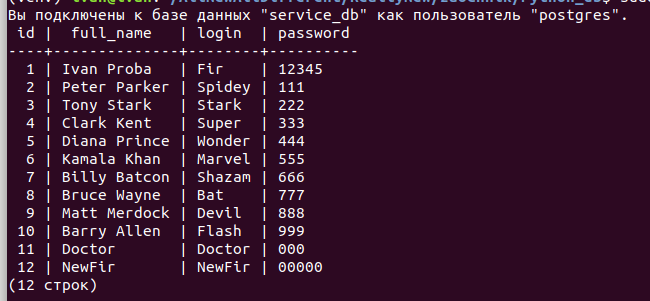 Вы подключены к базе данных "service_db" как пользователь "postgres".
 id |  full_name   | login  | password
----+--------------+--------+----------
  1 | Ivan Proba   | Fir    | 12345
  2 | Peter Parker | Spidey | 111
  3 | Tony Stark   | Stark  | 222
  4 | Clark Kent   | Super  | 333
  5 | Diana Prince | Wonder | 444
  6 | Kamala Khan  | Marvel | 555
  7 | Billy Batcon | Shazam | 666
  8 | Bruce Wayne  | Bat    | 777
  9 | Matt Merdock | Devil  | 888
 10 | Barry Allen  | Flash  | 999
 11 | Doctor       | Doctor | 000
 12 | NewFir       | NewFir | 00000
(12 строк)